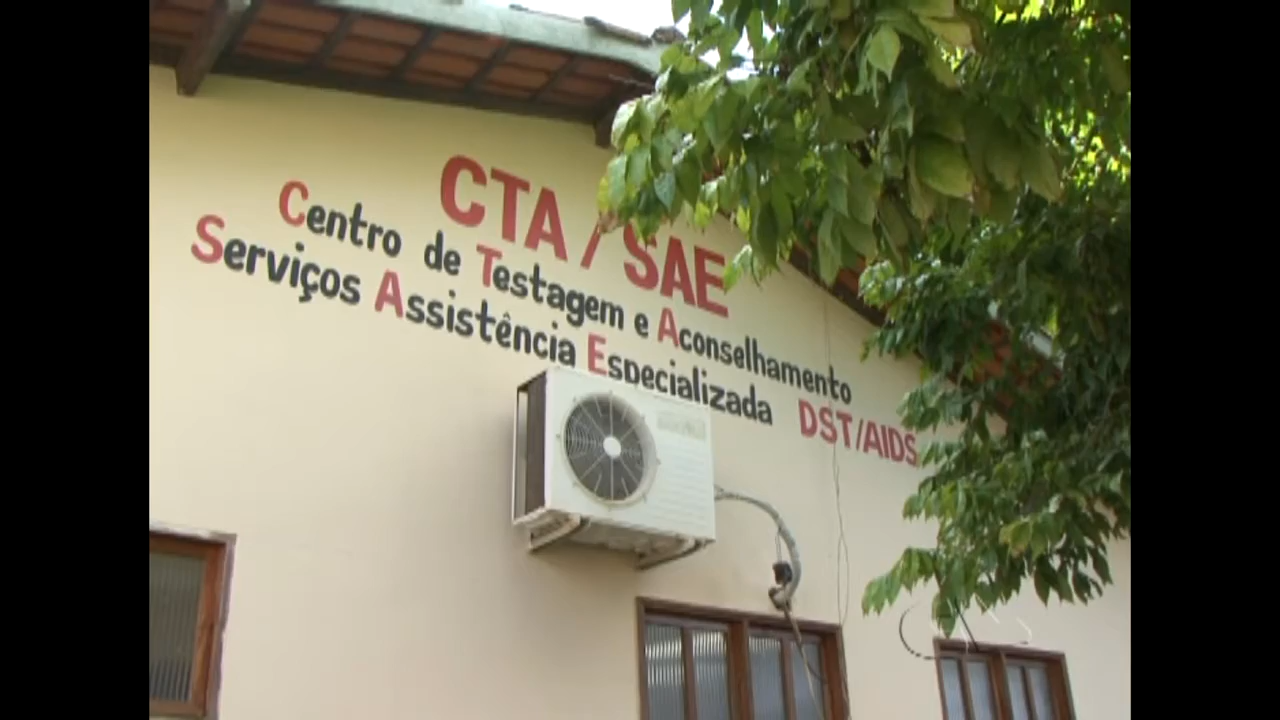 CTA / SAE
Centro de Testagem e Aconselhamento
Serviços Assistência Especializada DST/AIDS